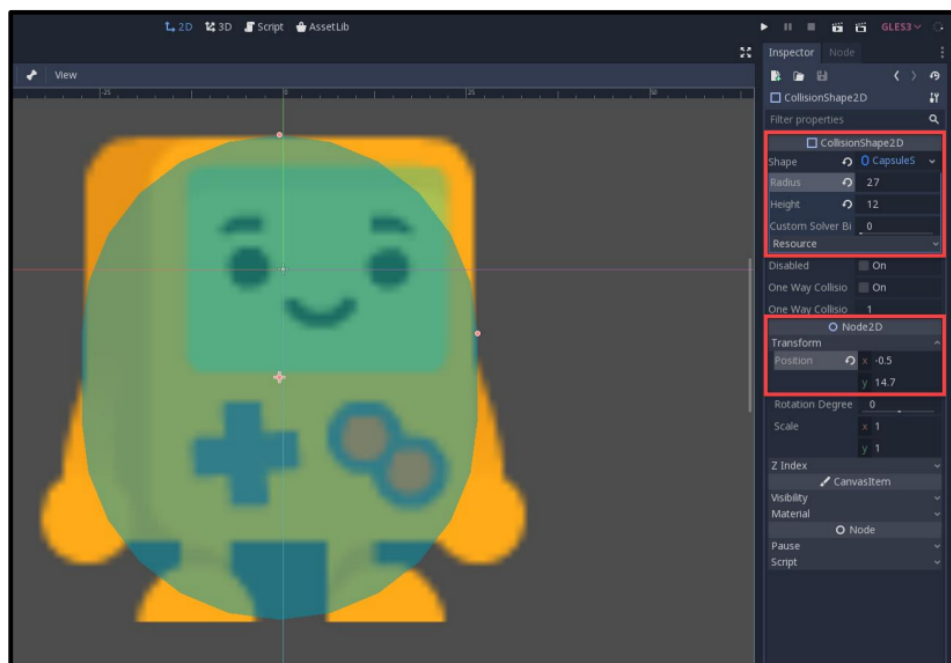 2D 3D Script AssetLib GLES3
Inspector Node
View
-25 0 25 50
CollisionShape2D
Filter properties
CollisionShape2D
Shape CapsuleS
Radius 27
Height 12
Custom Solver Bi 0
Resource
Disabled On
One Way Collisio On
One Way Collisio 1
Node2D
Transform
Position x -0.5
y 14.7
Rotation Degree 0
Scale x 1
y 1
Z Index
CanvasItem
Visibility
Material
Node
Pause
Script